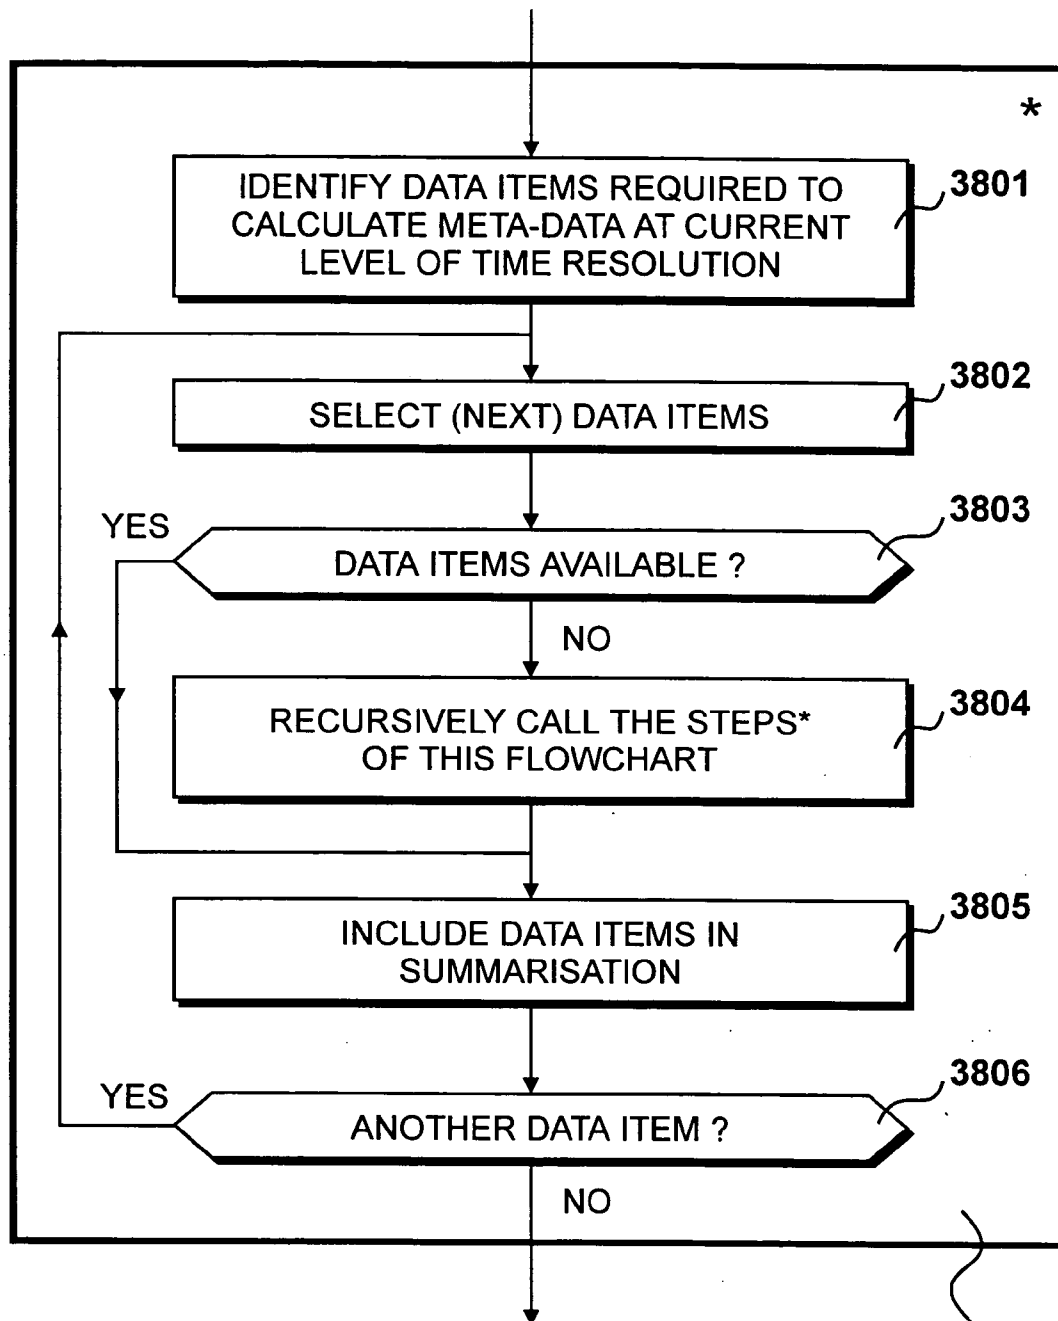 *
IDENTIFY DATA ITEMS REQUIRED TO
CALCULATE META-DATA AT CURRENT
LEVEL OF TIME RESOLUTION
3801
SELECT (NEXT) DATA ITEMS
3802
YES
DATA ITEMS AVAILABLE ?
3803
NO
RECURSIVELY CALL THE STEPS*
OF THIS FLOWCHART
3804
INCLUDE DATA ITEMS IN
SUMMARISATION
3805
YES
ANOTHER DATA ITEM ?
3806
NO